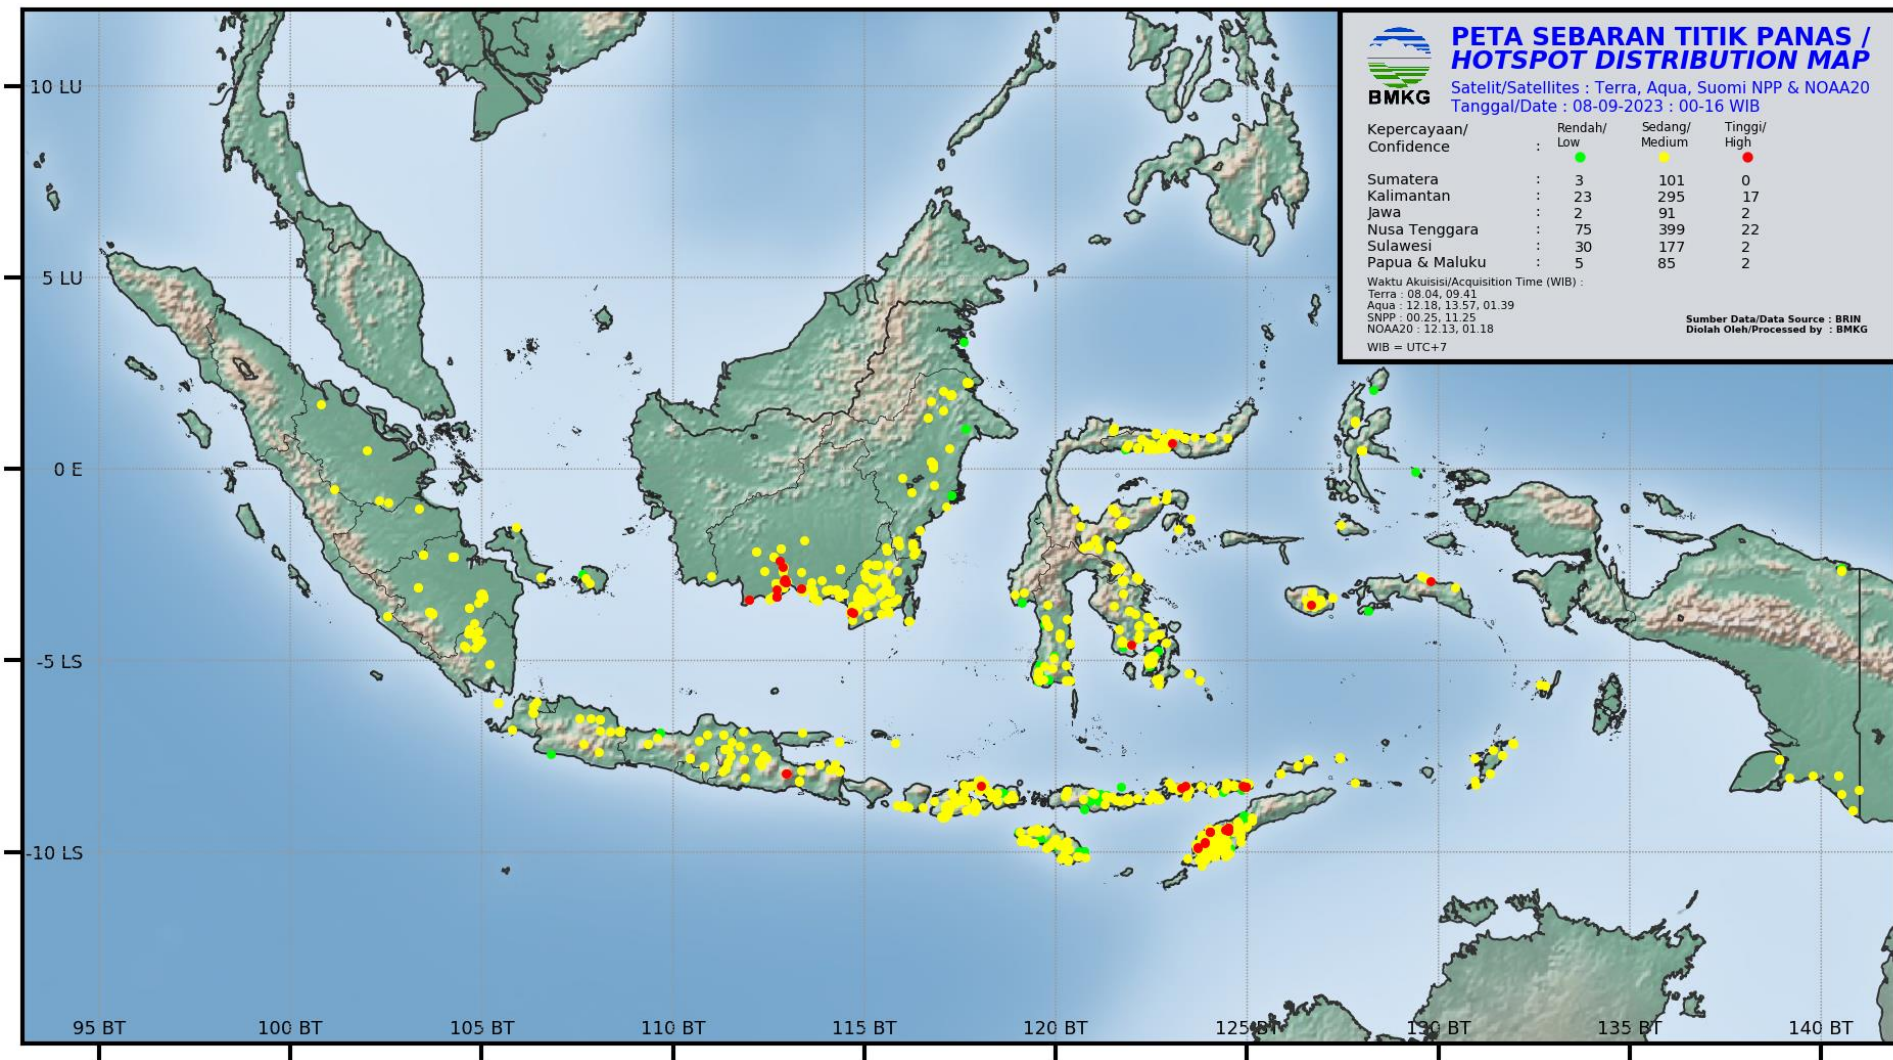 PETA SEBARAN TITIK PANAS /
HOTSPOT DISTRIBUTION MAP
Satelit/Satellites : Terra, Aqua, Suomi NPP & NOAA20
Tanggal/Date : 08-09-2023 : 00-16 WIB
BMKG
Kepercayaan/ Rendah/ Sedang/ Tinggi/
Confidence : Low Medium High
Sumatera : 3 101 0
Kalimantan : 23 295 17
Jawa : 2 91 2
Nusa Tenggara : 75 399 22
Sulawesi : 30 177 2
Papua & Maluku : 5 85 2
Waktu Akuisisi/Acquisition Time (WIB) :
Terra : 08.04, 09.41
Aqua : 12.18, 13.57, 01.39
SNPP : 00.25, 11.25
NOAA20 : 12.13, 01.18
WIB = UTC+7
Sumber Data/Data Source : BRIN
Diolah Oleh/Processed by : BMKG
10 LU
5 LU
0 E
-5 LS
-10 LS
95 BT 100 BT 105 BT 110 BT 115 BT 120 BT 125 BT 130 BT 135 BT 140 BT